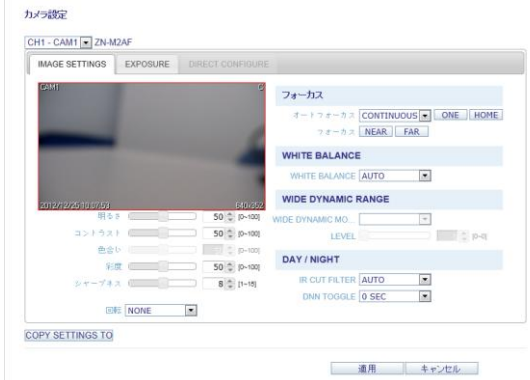 カメラ設定
CH1 - CAM1 ZN-M2AF
IMAGE SETTINGS EXPOSURE DIRECT CONFIGURE
CAM1 C
2012/12/25 10:07:53 640x352
明るさ 50 [0~100]
コントラスト 50 [0~100]
色合い [0~100]
彩度 50 [0~100]
シャープネス 8 [1~15]
回転 NONE
フォーカス
オートフォーカス CONTINUOUS ONE HOME
フォーカス NEAR FAR
WHITE BALANCE
WHITE BALANCE AUTO
WIDE DYNAMIC RANGE
WIDE DYNAMIC MO...
LEVEL [0~0]
DAY / NIGHT
IR CUT FILTER AUTO
DNN TOGGLE 0 SEC
COPY SETTINGS TO
適用 キャンセル